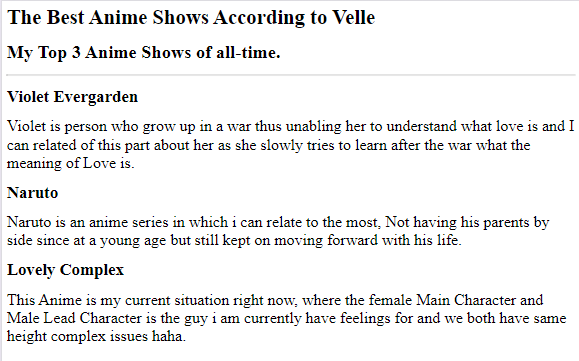 The Best Anime Shows According to Velle
My Top 3 Anime Shows of all-time.
Violet Evergarden
Violet is person who grow up in a war thus unabling her to understand what love is and I
can related of this part about her as she slowly tries to learn after the war what the
meaning of Love is.
Naruto
Naruto is an anime series in which i can relate to the most, Not having his parents by
side since at a young age but still kept on moving forward with his life.
Lovely Complex
This Anime is my current situation right now, where the female Main Character and
Male Lead Character is the guy i am currently have feelings for and we both have same
height complex issues haha.